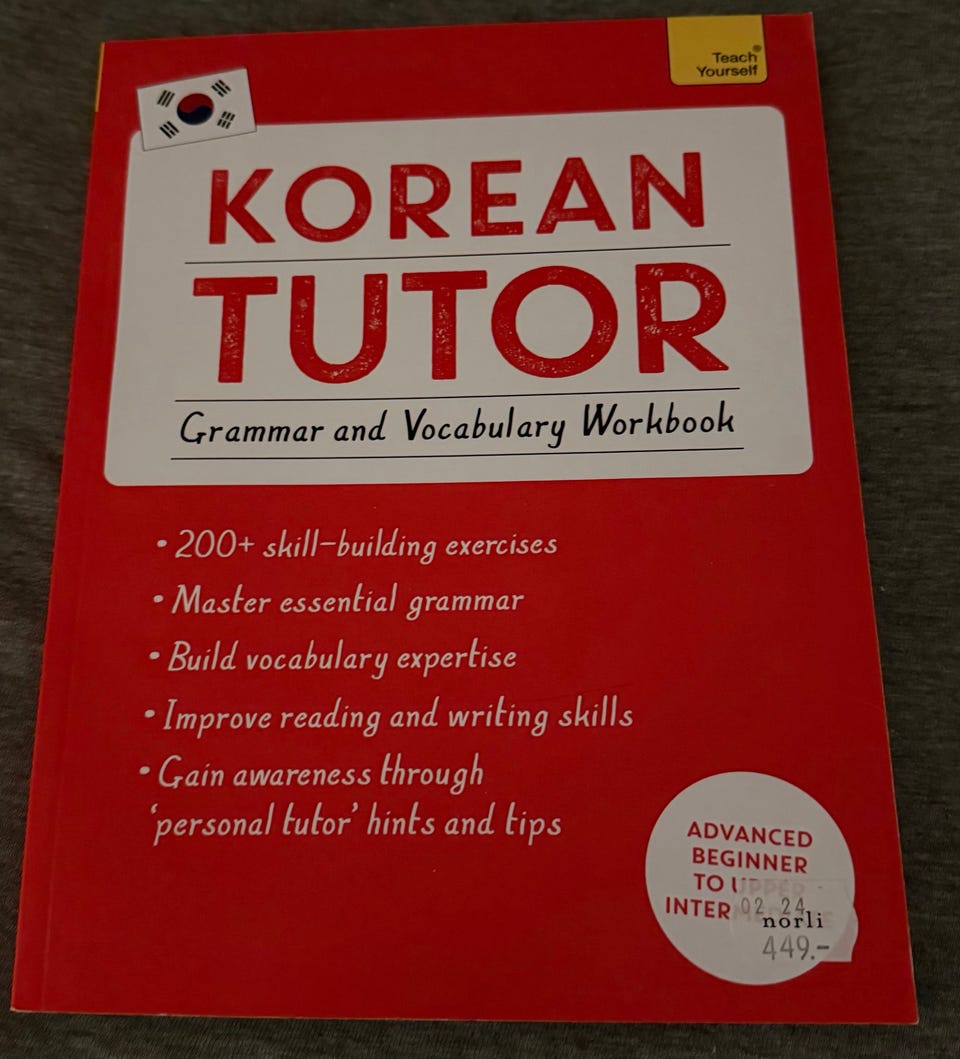 Teach®
Yourself
KOREAN
TUTOR
Grammar and Vocabulary Workbook
• 200+ skill-building exercises
• Master essential grammar
• Build vocabulary expertise
• Improve reading and writing skills
• Gain awareness through
'personal tutor' hints and tips
ADVANCED
BEGINNER
TO UPPER
INTER
02 24
norli
449.-